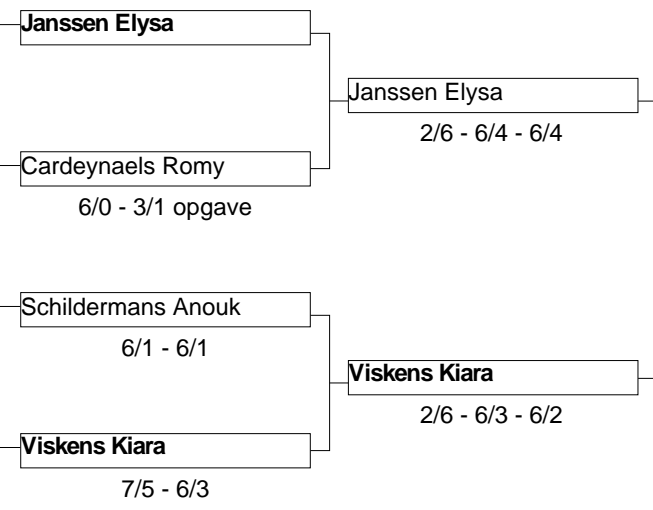 Janssen Elysa
Janssen Elysa
2/6 - 6/4 - 6/4
Cardeynaels Romy
6/0 - 3/1 opgave
Schildermans Anouk
6/1 - 6/1
Viskens Kiara
2/6 - 6/3 - 6/2
Viskens Kiara
7/5 - 6/3